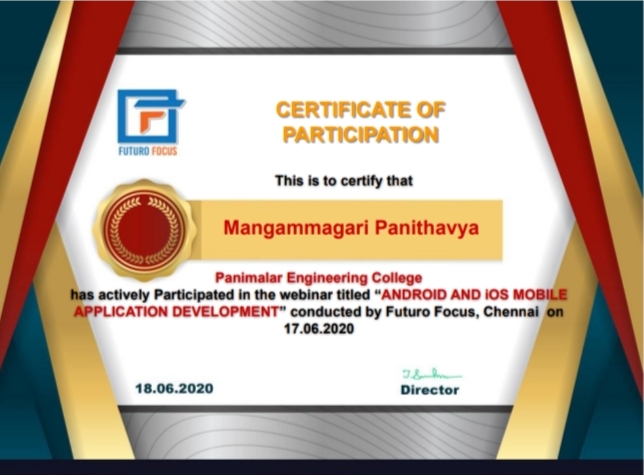 CERTIFICATE OF
PARTICIPATION
FUTURO FOCUS
This is to certify that
Mangammagari Panithavya
Panimalar Engineering College
has actively Participated in the webinar titled “ANDROID AND iOS MOBILE
APPLICATION DEVELOPMENT” conducted by Futuro Focus, Chennai on
17.06.2020
18.06.2020
Director